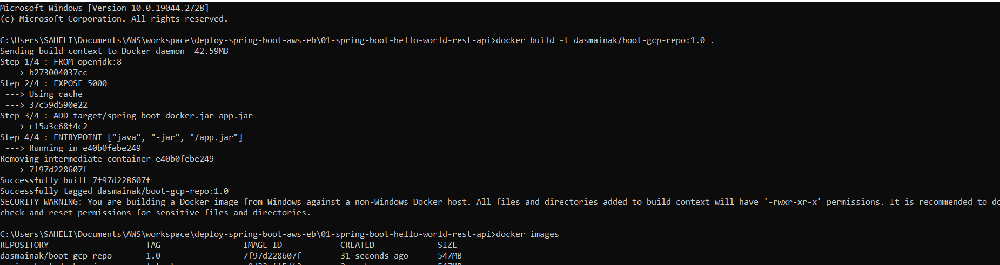 Microsoft Windows [Version 10.0.19044.2728]
(c) Microsoft Corporation. All rights reserved.
C:\Users\SAHELI\Documents\AWS\workspace\deploy-spring-boot-aws-eb\01-spring-boot-hello-world-rest-api>docker build -t dasmainak/boot-gcp-repo:1.0 .
Sending build context to Docker daemon  42.59MB
Step 1/4 : FROM openjdk:8
 ---> b273004037cc
Step 2/4 : EXPOSE 5000
 ---> Using cache
 ---> 37c59d590e22
Step 3/4 : ADD target/spring-boot-docker.jar app.jar
 ---> c15a3c68f4c2
Step 4/4 : ENTRYPOINT ["java", "-jar", "/app.jar"]
 ---> Running in e40b0febe249
Removing intermediate container e40b0febe249
 ---> 7f97d228607f
Successfully built 7f97d228607f
Successfully tagged dasmainak/boot-gcp-repo:1.0
SECURITY WARNING: You are building a Docker image from Windows against a non-Windows Docker host. All files and directories added to build context will have '-rwxr-xr-x' permissions. It is recommended to do
check and reset permissions for sensitive files and directories.
C:\Users\SAHELI\Documents\AWS\workspace\deploy-spring-boot-aws-eb\01-spring-boot-hello-world-rest-api>docker images
REPOSITORY                    TAG                 IMAGE ID            CREATED             SIZE
dasmainak/boot-gcp-repo       1.0                 7f97d228607f        31 seconds ago      547MB